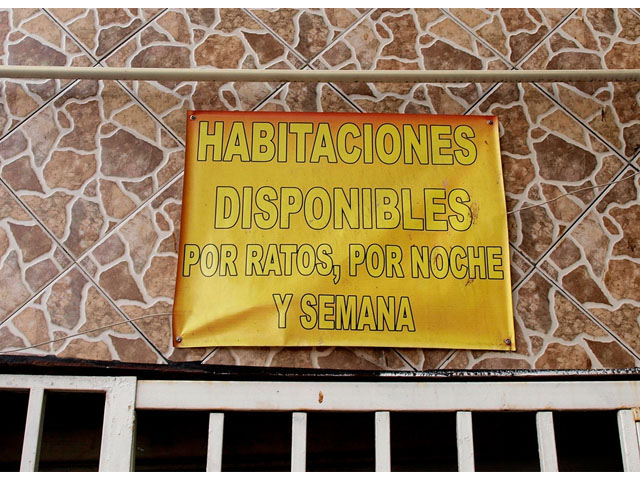 HABITACIONES
DISPONIBLES
POR RATOS, POR NOCHE
Y SEMANA